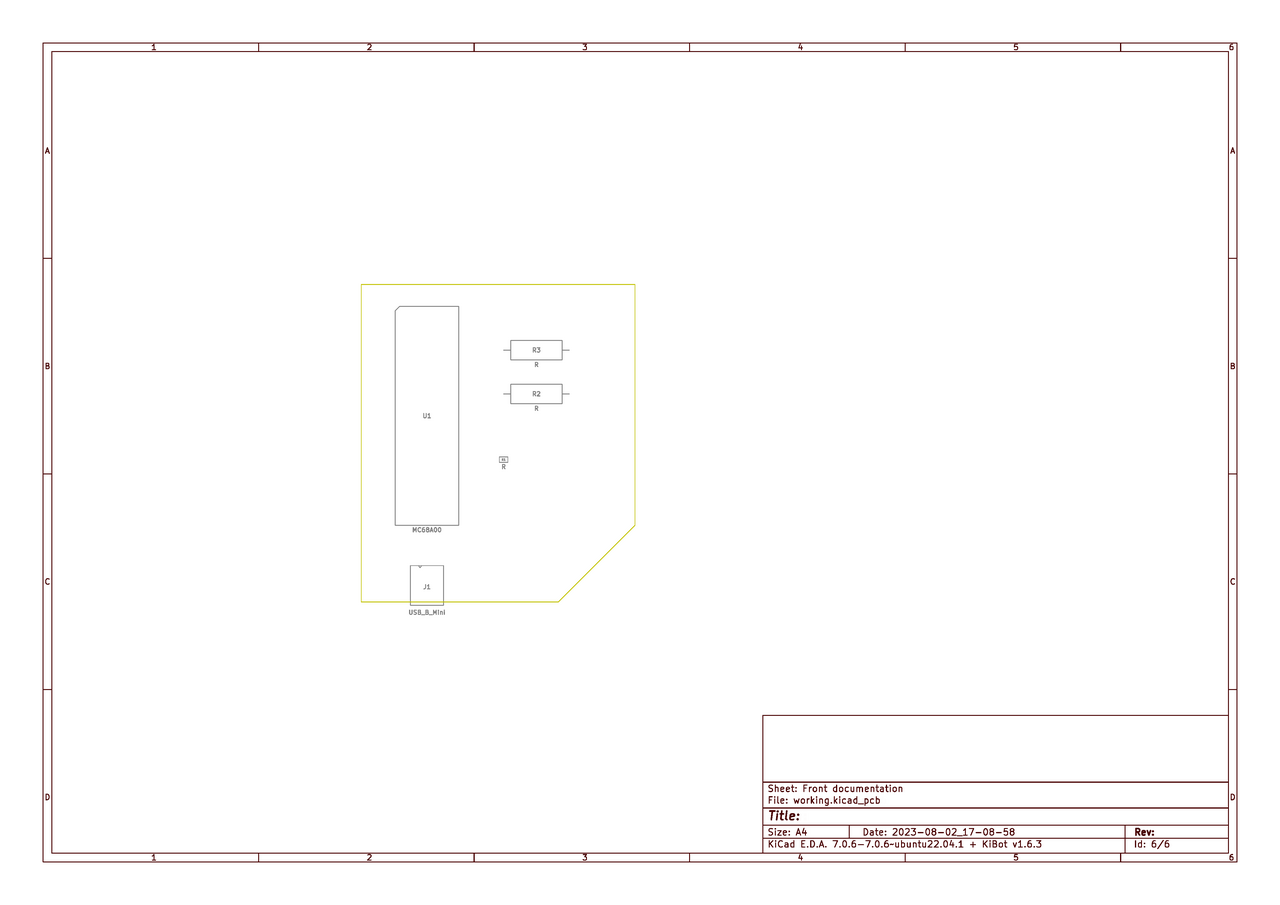 1 2 3 4 5 6
A A
R3
R
B B
R2
R
U1
R
MC68A00
C C
J1
USB_B_Mini
Sheet: Front documentation
D D
File: working.kicad_pcb
Title:
Size: A4 Date: 2023-08-02_17-08-58 Rev:
KiCad E.D.A. 7.0.6-7.0.6~ubuntu22.04.1 + KiBot v1.6.3 Id: 6/6
1 2 3 4 5 6